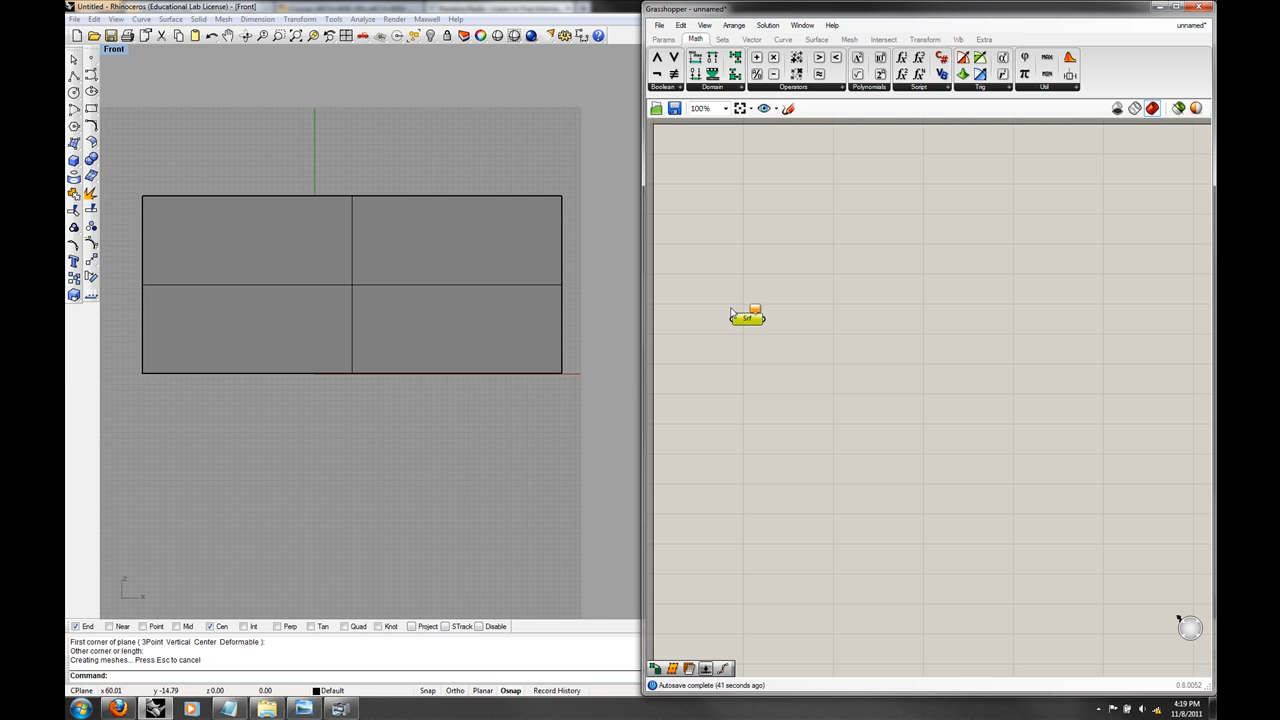 Untitled - Rhinoceros (Educational Lab License) - [Front]
File Edit View Curve Surface Solid Mesh Dimension Transform Tools Analyze Render Maxwell Help
Front
z
x
End Near Point Mid Cen Int Perp Tan Quad Knot Project STrack Disable
First corner of plane ( 3Point Vertical Center Deformable ):
Other corner or length:
Creating meshes... Press Esc to cancel
Command:
CPlane x 60.01 y -14.79 z 0.00 0.00 Default Snap Ortho Planar Osnap Record History
Grasshopper - unnamed*
File Edit View Arrange Solution Window Help unnamed*
Params Math Sets Vector Curve Surface Mesh Intersect Transform Wb Extra
Boolean Domain Operators Polynomials Script Trig Util
100%
Srf
Autosave complete (41 seconds ago) 0.8.0052
4:19 PM
11/8/2011